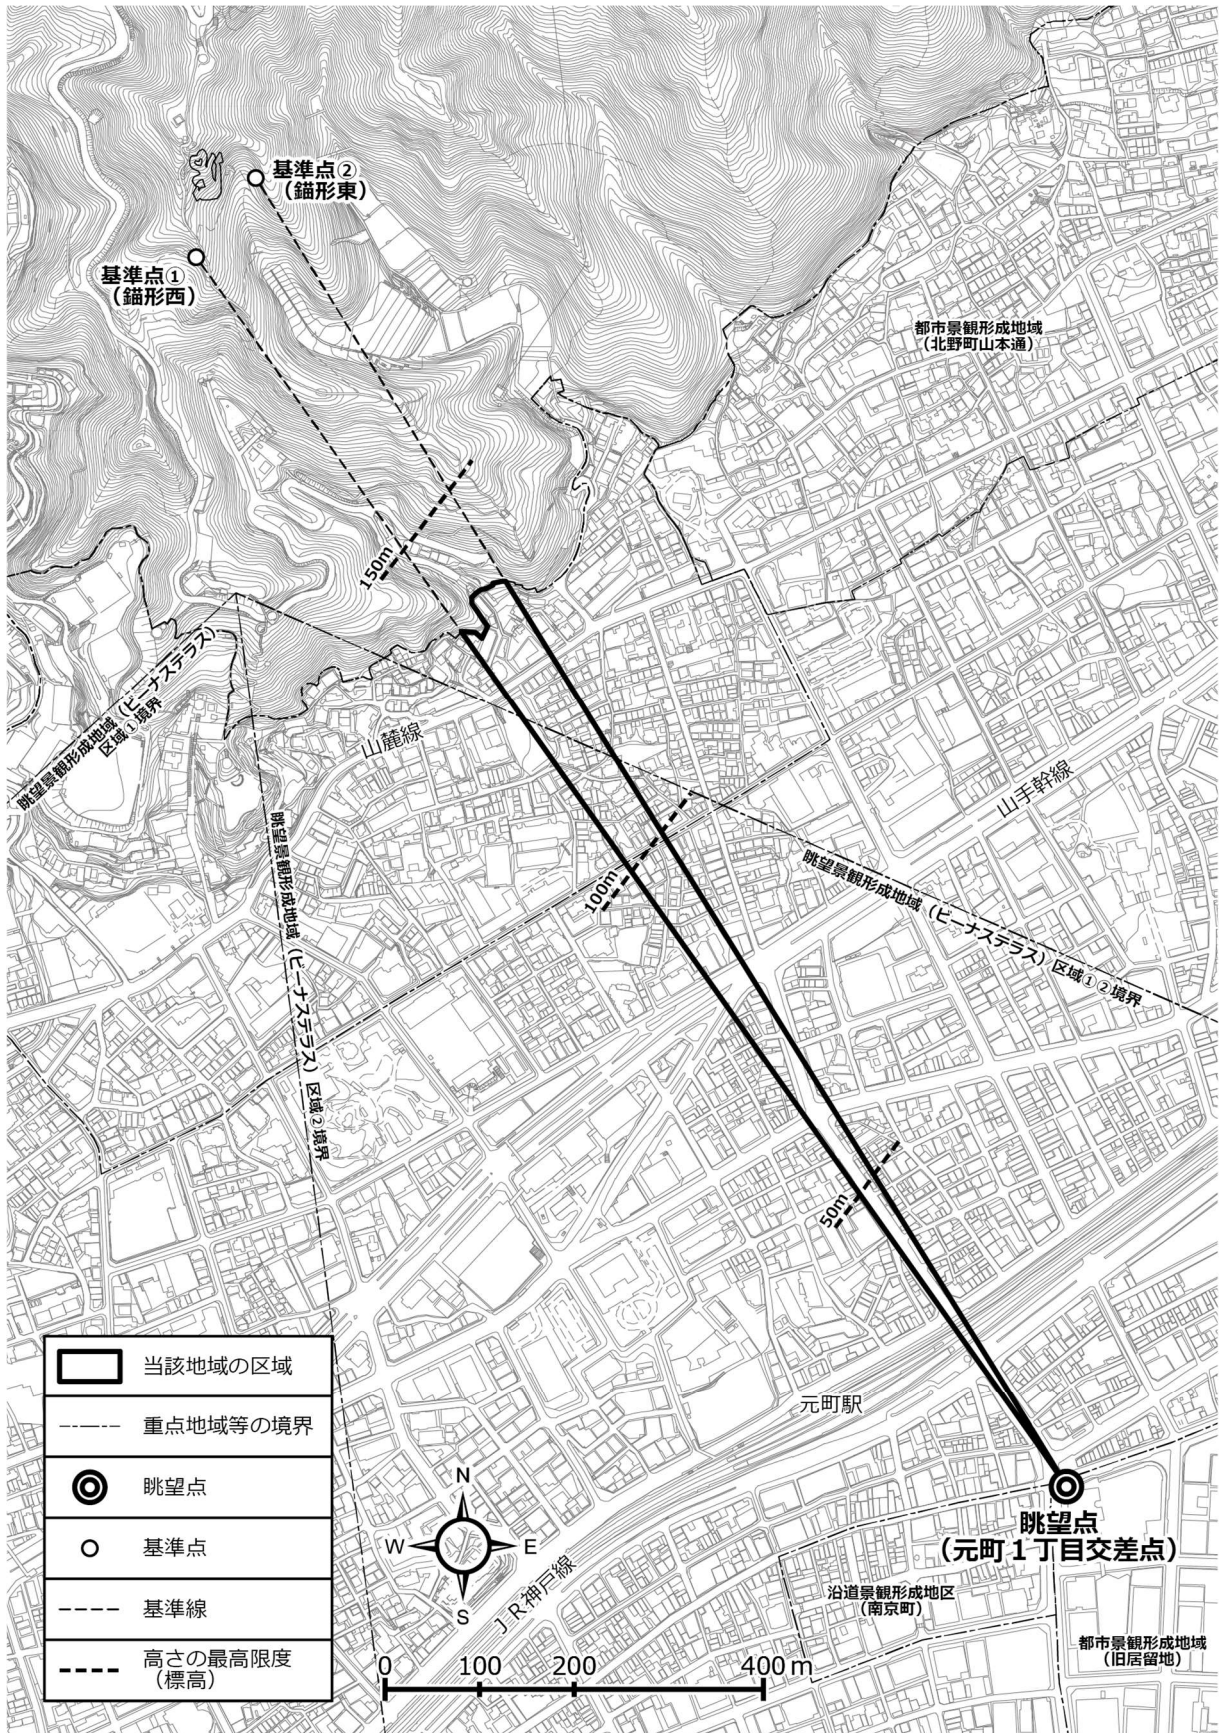 基準点②
（錨形東）
基準点①
（錨形西）
都市景観形成地域
（北野町山本通）
150m
眺望景観形成地域（ビーナステラス）
区域①境界
山麓線
山手幹線
眺望景観形成地域（ビーナステラス）区域②境界
100m
眺望景観形成地域（ビーナステラス）区域①②境界
50m
元町駅
眺望点
（元町１丁目交差点）
沿道景観形成地区
（南京町）
都市景観形成地域
（旧居留地）
ＪＲ神戸線
N
W
E
S
0 100 200 400m
当該地域の区域
重点地域等の境界
眺望点
基準点
基準線
高さの最高限度
（標高）